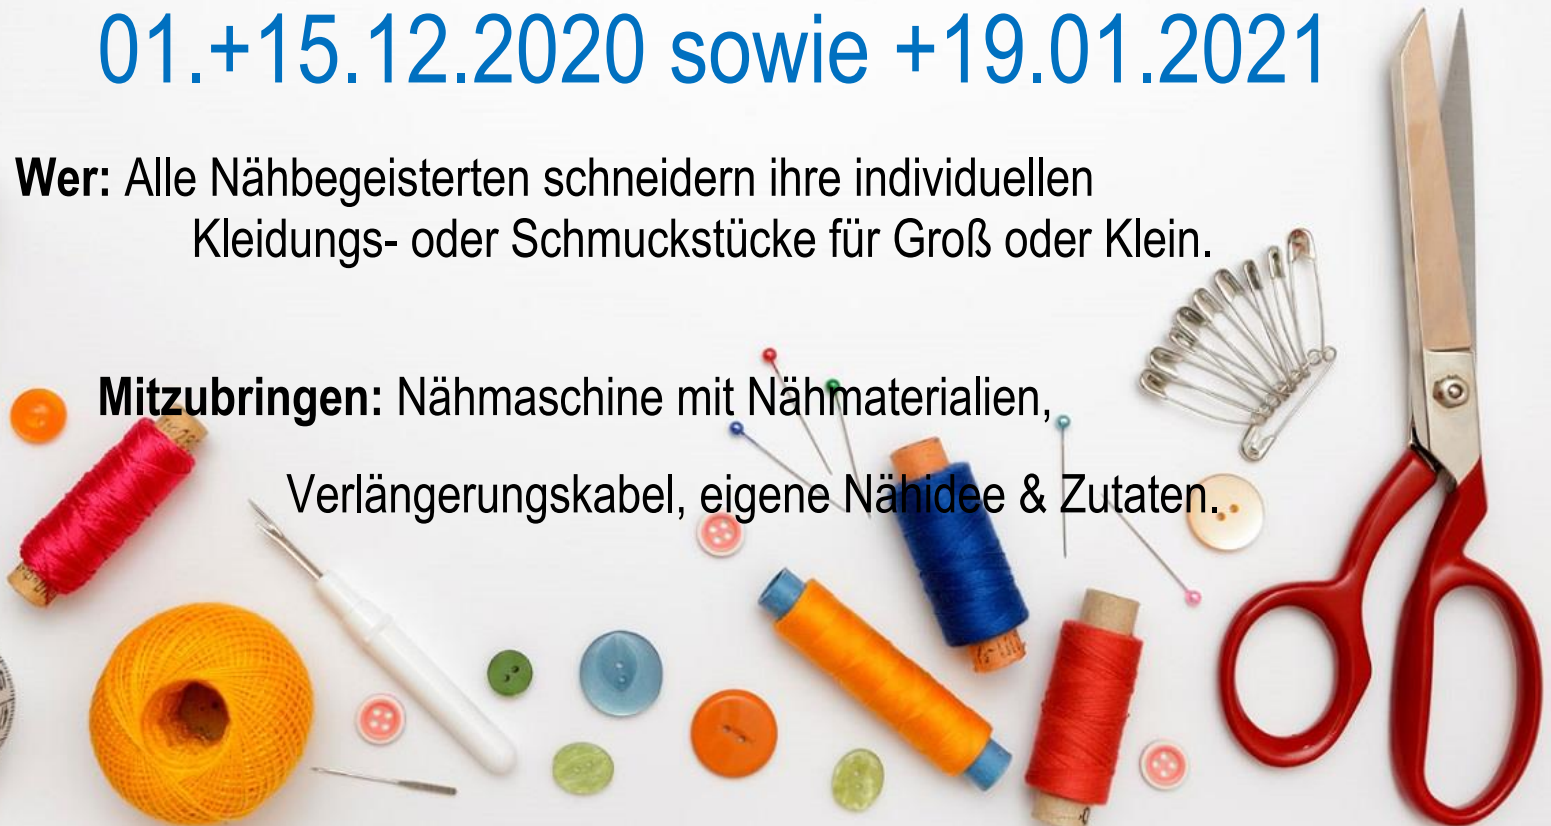 01.+15.12.2020 sowie +19.01.2021
Wer: Alle Nähbegeisterten schneidern ihre individuellen
Kleidungs- oder Schmuckstücke für Groß oder Klein.
Mitzubringen: Nähmaschine mit Nähmaterialien,
Verlängerungskabel, eigene Nähidee & Zutaten.